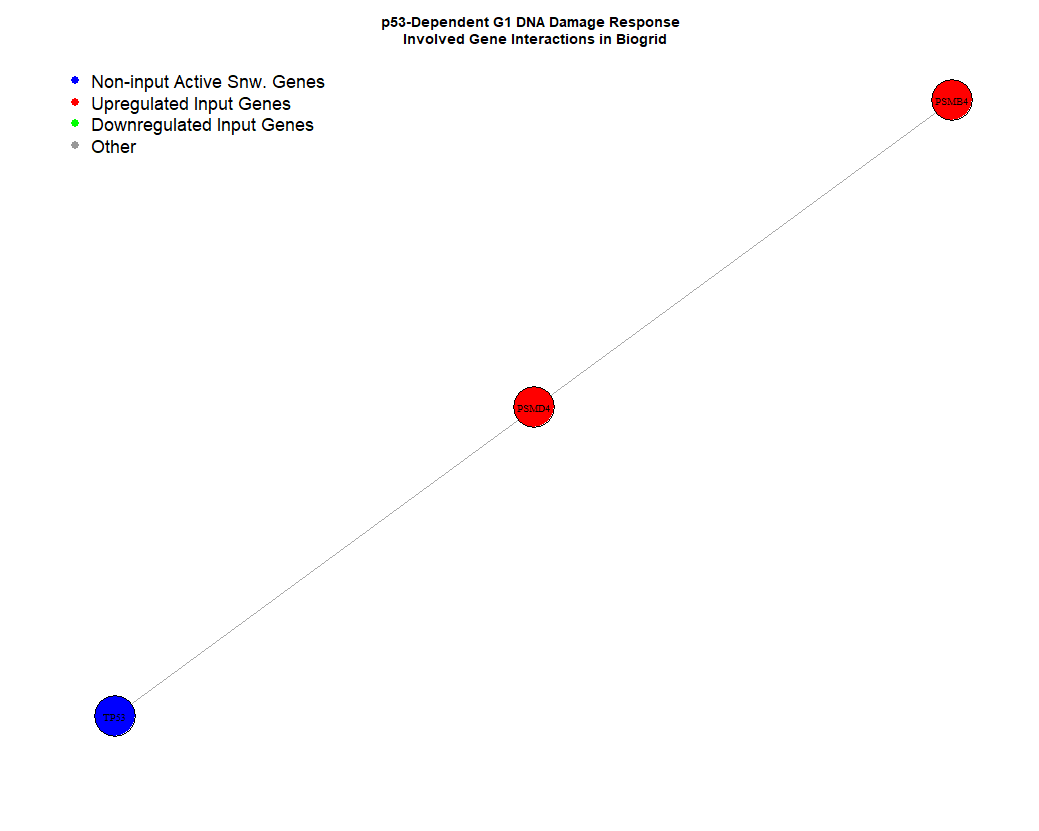 p53-Dependent G1 DNA Damage Response
Involved Gene Interactions in Biogrid
Non-input Active Snw. Genes
Upregulated Input Genes
Downregulated Input Genes
Other
PSMB4
PSMD4
TP53